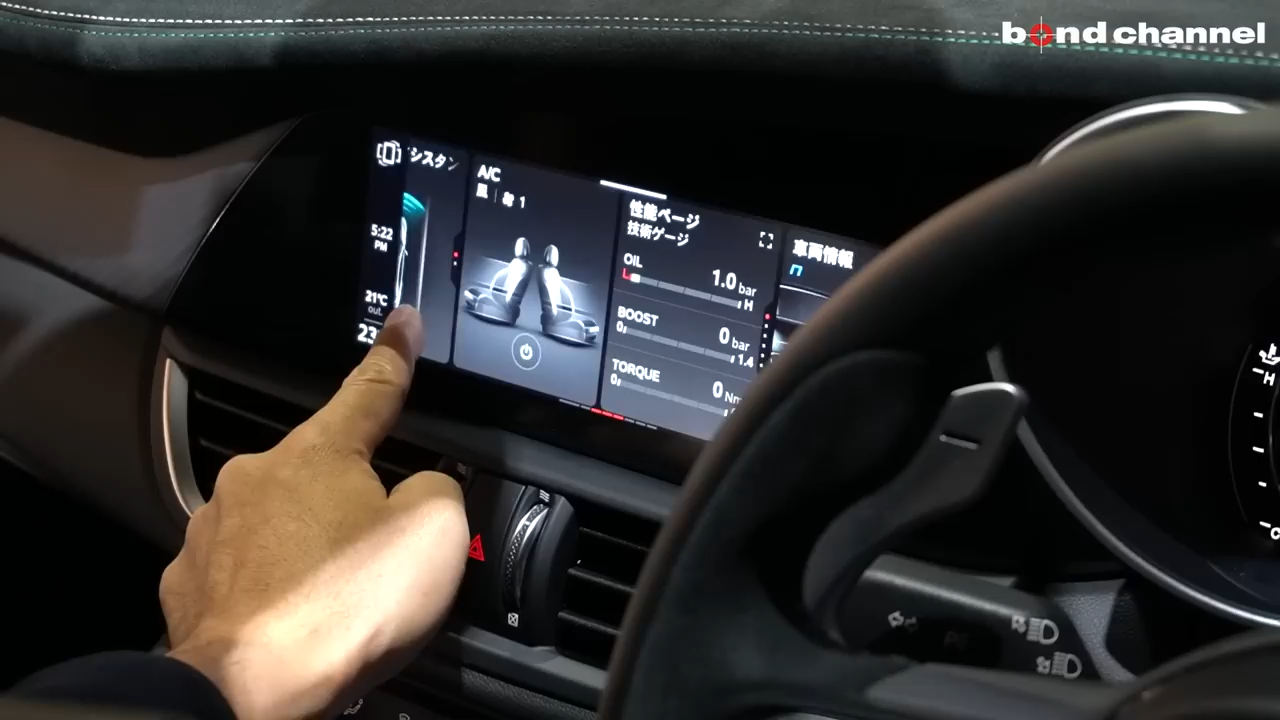 bond channel
シスタン
A/C
風
1
5:22
PM
21°C
out.
23
性能ページ
技術ゲージ
OIL
1.0 bar
L
H
BOOST
0 bar
0
1.4
TORQUE
0 Nm
0
車両情報
H
C